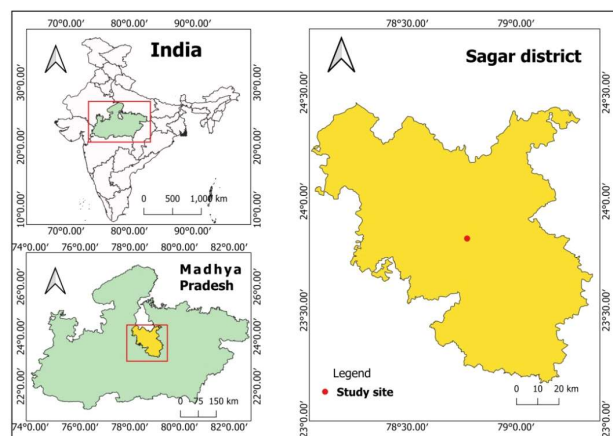 70°0.00' 80°0.00' 90°0.00'
India
30°0.00'
20°0.00'
10°0.00'
30°0.00'
20°0.00'
10°0.00'
0 500 1,000 km
70°0.00' 80°0.00' 90°0.00'
74°0.00' 76°0.00' 78°0.00' 80°0.00' 82°0.00'
Madhya
Pradesh
26°0.00'
24°0.00'
22°0.00'
26°0.00'
24°0.00'
22°0.00'
0 75 150 km
74°0.00' 76°0.00' 78°0.00' 80°0.00' 82°0.00'
78°30.00' 79°0.00'
Sagar district
24°30.00'
24°0.00'
23°30.00'
23°0.00'
24°30.00'
24°0.00'
23°30.00'
23°0.00'
Legend
Study site
0 10 20 km
78°30.00' 79°0.00'